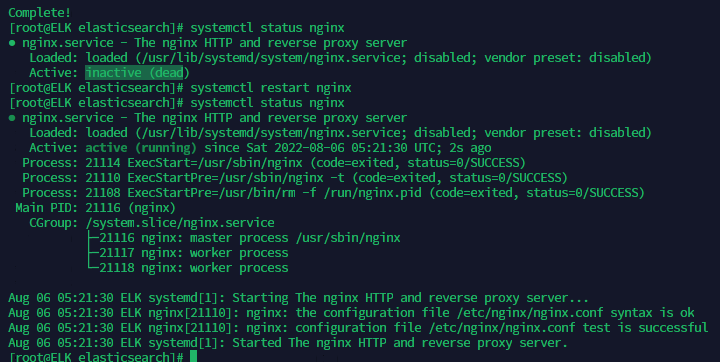 Complete!
[root@ELK elasticsearch]# systemctl status nginx
● nginx.service - The nginx HTTP and reverse proxy server
   Loaded: loaded (/usr/lib/systemd/system/nginx.service; disabled; vendor preset: disabled)
   Active: inactive (dead)
[root@ELK elasticsearch]# systemctl restart nginx
[root@ELK elasticsearch]# systemctl status nginx
● nginx.service - The nginx HTTP and reverse proxy server
   Loaded: loaded (/usr/lib/systemd/system/nginx.service; disabled; vendor preset: disabled)
   Active: active (running) since Sat 2022-08-06 05:21:30 UTC; 2s ago
  Process: 21114 ExecStart=/usr/sbin/nginx (code=exited, status=0/SUCCESS)
  Process: 21110 ExecStartPre=/usr/sbin/nginx -t (code=exited, status=0/SUCCESS)
  Process: 21108 ExecStartPre=/usr/bin/rm -f /run/nginx.pid (code=exited, status=0/SUCCESS)
 Main PID: 21116 (nginx)
   CGroup: /system.slice/nginx.service
           ├─21116 nginx: master process /usr/sbin/nginx
           ├─21117 nginx: worker process
           └─21118 nginx: worker process
Aug 06 05:21:30 ELK systemd[1]: Starting The nginx HTTP and reverse proxy server...
Aug 06 05:21:30 ELK nginx[21110]: nginx: the configuration file /etc/nginx/nginx.conf syntax is ok
Aug 06 05:21:30 ELK nginx[21110]: nginx: configuration file /etc/nginx/nginx.conf test is successful
Aug 06 05:21:30 ELK systemd[1]: Started The nginx HTTP and reverse proxy server.
[root@ELK elasticsearch]#